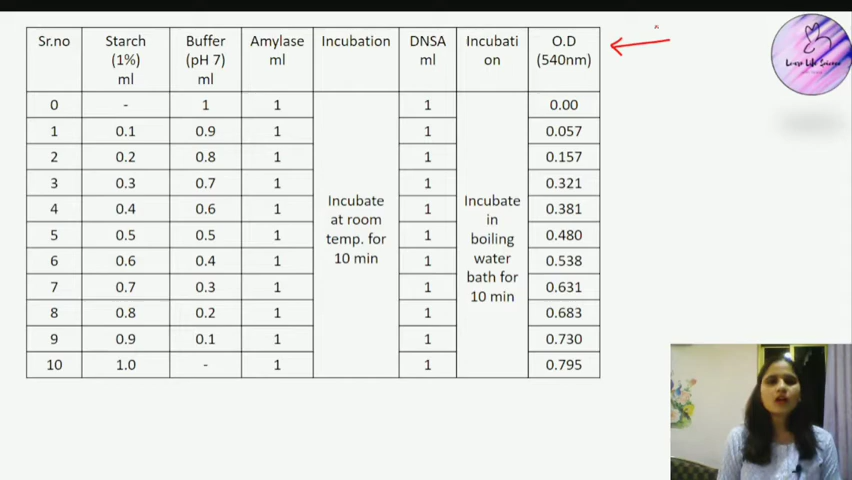 Sr.no Starch (1%) ml Buffer (pH 7) ml Amylase ml Incubation DNSA ml Incubati on O.D (540nm)
0 - 1 1 1 0.00
1 0.1 0.9 1 1 0.057
2 0.2 0.8 1 1 0.157
3 0.3 0.7 1 1 0.321
4 0.4 0.6 1 1 0.381
5 0.5 0.5 1 1 0.480
6 0.6 0.4 1 1 0.538
7 0.7 0.3 1 1 0.631
8 0.8 0.2 1 1 0.683
9 0.9 0.1 1 1 0.730
10 1.0 - 1 1 0.795
Incubate
at room
temp. for
10 min
Incubate
in
boiling
water
bath for
10 min
Life Science